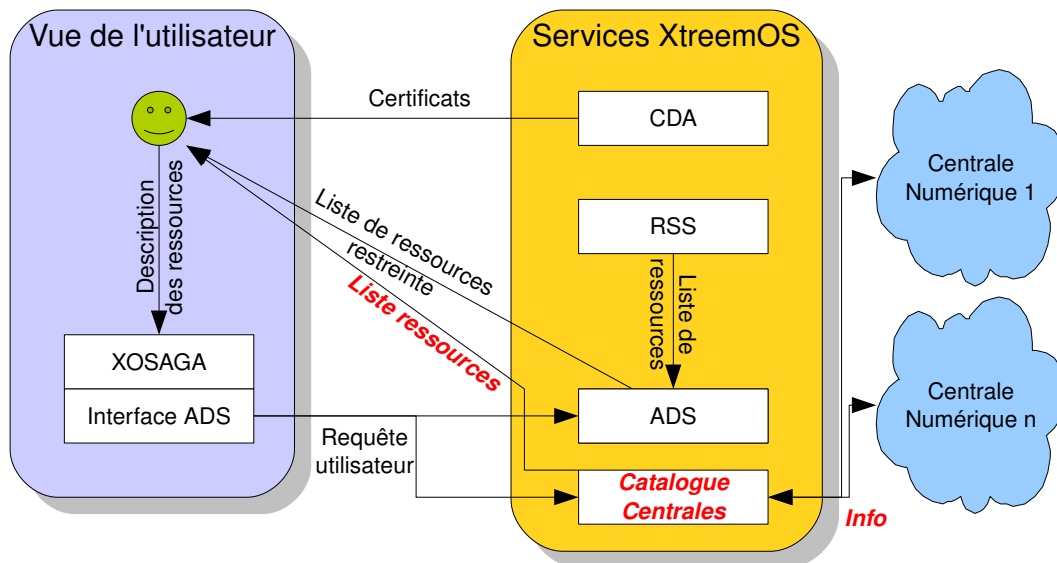 Vue de l'utilisateur
Services XtreemOS
Certificats
CDA
Centrale
Numérique 1
Description
des ressources
Liste de ressources
restreinte
Liste ressources
RSS
Liste de
ressources
XOSAGA
Interface ADS
ADS
Centrale
Numérique n
Requête
utilisateur
Catalogue
Centrales
Info